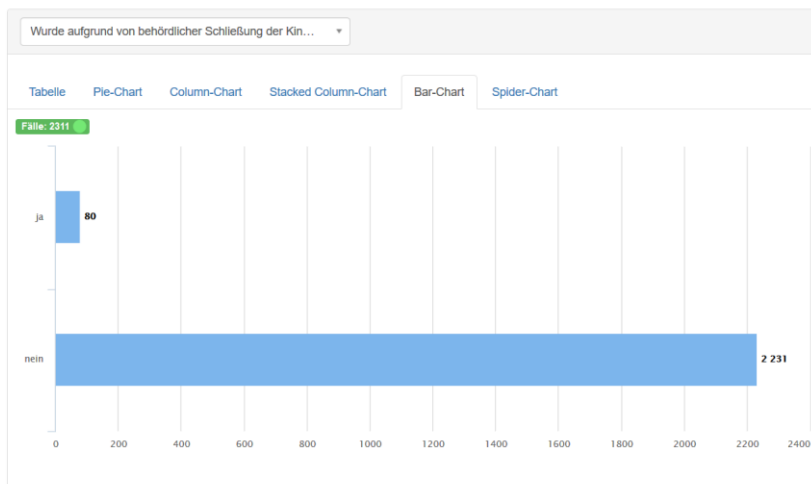 Wurde aufgrund von behördlicher Schließung der Kin...
Tabelle Pie-Chart Column-Chart Stacked Column-Chart Bar-Chart Spider-Chart
Fälle: 2311
ja 80
nein 2 231
0 200 400 600 800 1000 1200 1400 1600 1800 2000 2200 2400